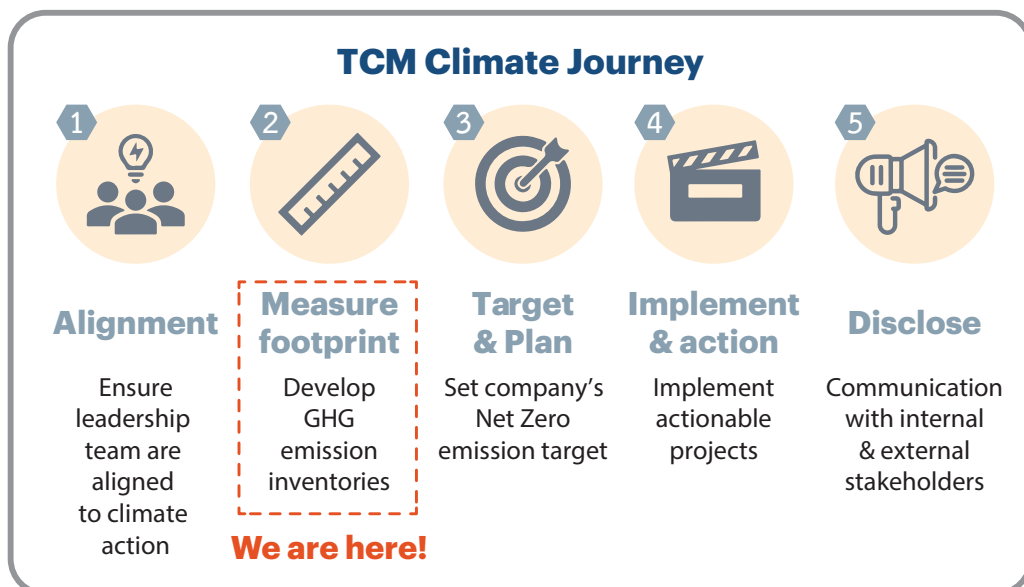 TCM Climate Journey
1
2
3
4
5
Alignment
Ensure
leadership
team are
aligned
to climate
action
Measure
footprint
Develop
GHG
emission
inventories
We are here!
Target
& Plan
Set company's
Net Zero
emission target
Implement
& action
Implement
actionable
projects
Disclose
Communication
with internal
& external
stakeholders